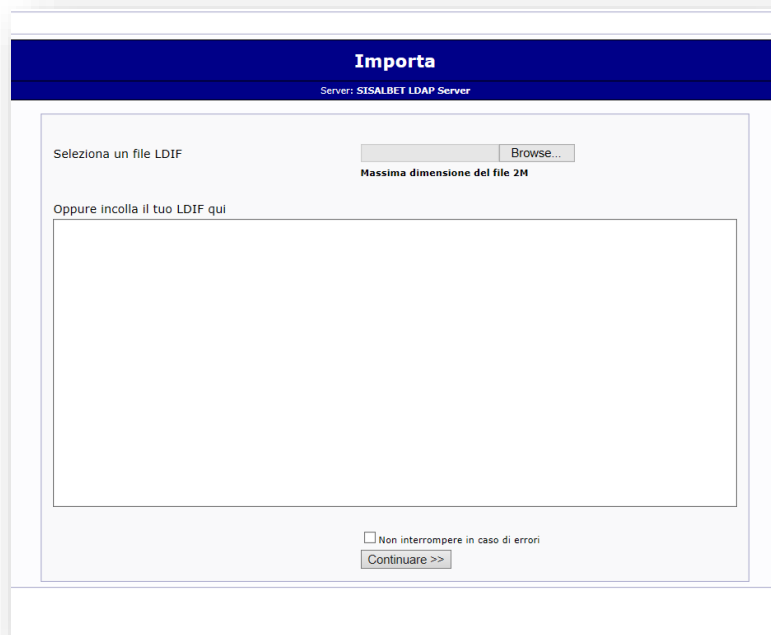 Importa
Server: SISALBET LDAP Server
Seleziona un file LDIF
Browse...
Massima dimensione del file 2M
Oppure incolla il tuo LDIF qui
Non interrompere in caso di errori
Continuare >>